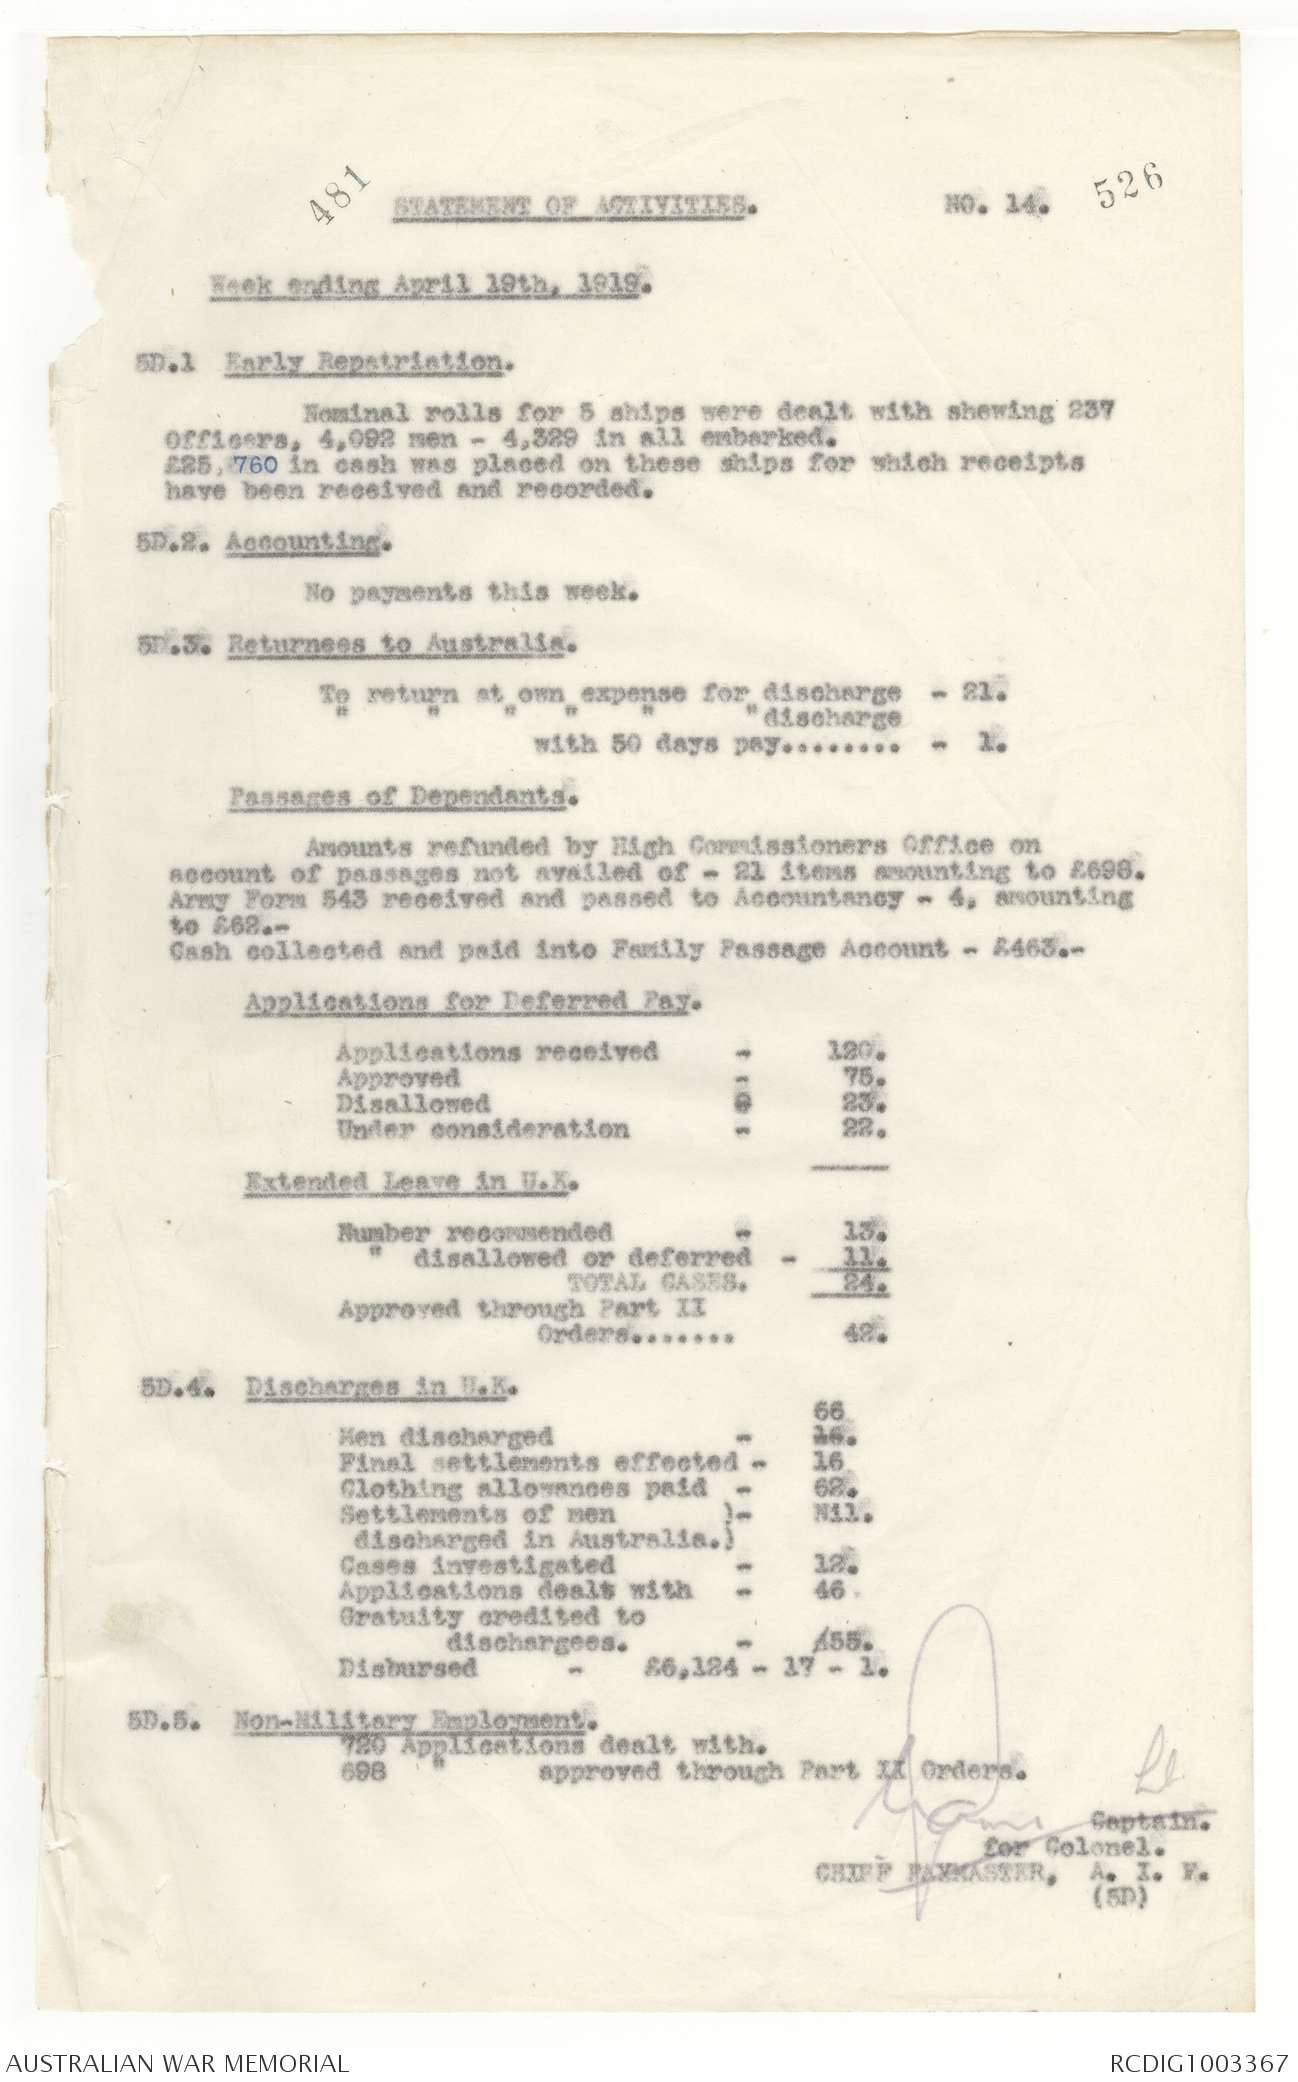 481
STATEMENT OF ACTIVITIES. NO. 14. 526
Week ending April 19th, 1919.
5D.1 Early Repatriation.
Nominal rolls for 5 ships were dealt with shewing 237
Officers, 4,092 men - 4,329 in all embarked.
£25,760 in cash was placed on these ships for which receipts
have been received and recorded.
5D.2. Accounting.
No payments this week.
5D.3. Returnees to Australia.
To return at own expense for discharge - 21.
" " " " " " discharge
with 50 days pay........ - 1.
Passages of Dependants.
Amounts refunded by High Commissioners Office on
account of passages not availed of - 21 items amounting to £698.
Army Form 543 received and passed to Accountancy - 4, amounting
to £62.-
Cash collected and paid into Family Passage Account - £463.-
Applications for Deferred Pay.
Applications received - 120.
Approved - 75.
Disallowed 23.
Under consideration - 22.
Extended Leave in U.K.
Number recommended - 13.
" disallowed or deferred - 11.
TOTAL CASES. 24.
Approved through Part II
Orders....... 42.
5D.4. Discharges in U.K.
66
Men discharged - 16.
Final settlements effected - 16
Clothing allowances paid - 62.
Settlements of men )- Nil.
discharged in Australia.)
Cases investigated - 12.
Applications dealt with - 46.
Gratuity credited to
dischargees. - 155.
Disbursed - £6,124 - 17 - 1.
5D.5. Non-Military Employment.
720 Applications dealt with.
698 " approved through Part II Orders.
Lt
Captain.
for Colonel.
CHIEF PAYMASTER, A. I. F.
(5D)
AUSTRALIAN WAR MEMORIAL RCDIG1003367